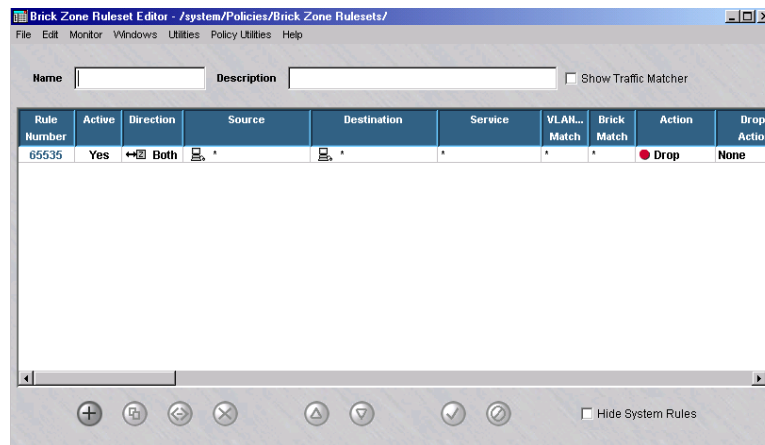 Brick Zone Ruleset Editor - /system/Policies/Brick Zone Rulesets/
File Edit Monitor Windows Utilities Policy Utilities Help
Name Description Show Traffic Matcher
Rule Number Active Direction Source Destination Service VLAN... Match Brick Match Action Drop Actio
65535 Yes Both * * * * * Drop None
Hide System Rules